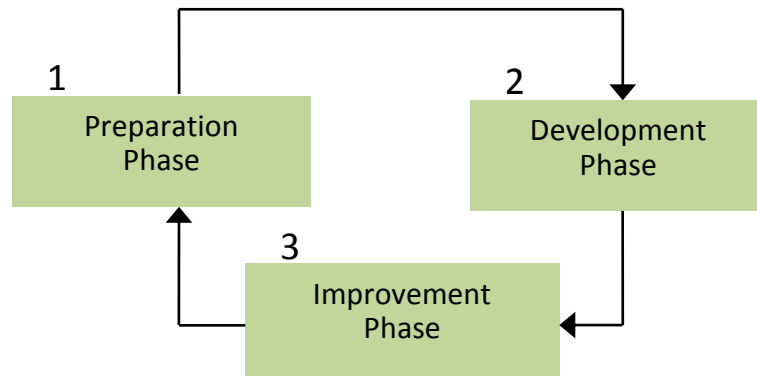 1
Preparation
Phase
2
Development
Phase
3
Improvement
Phase